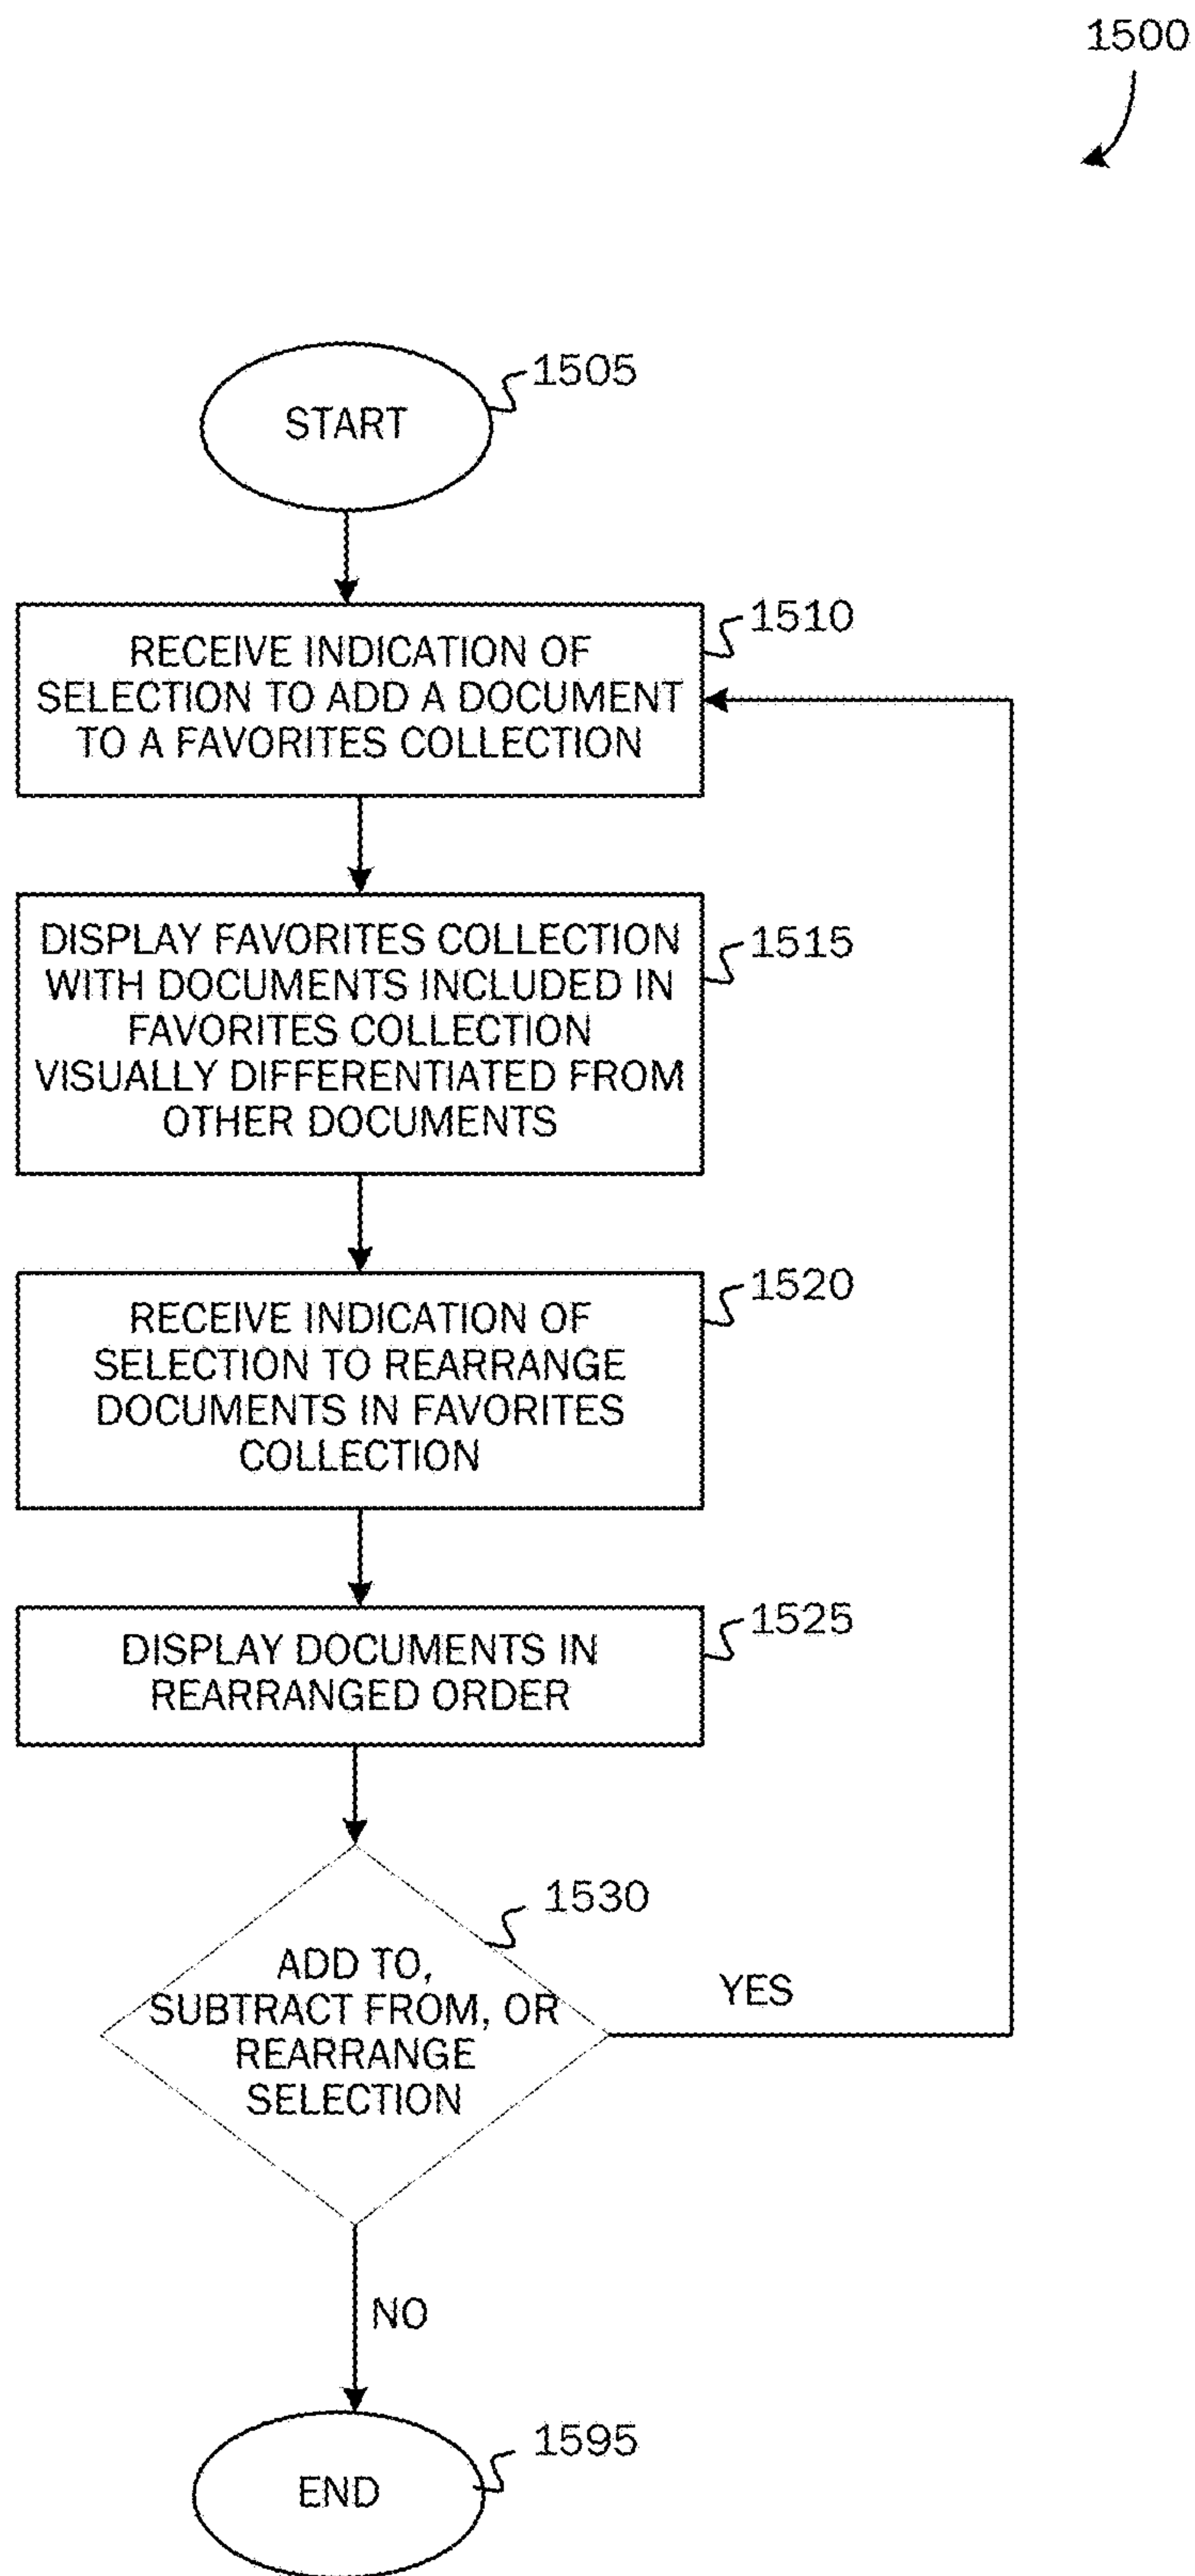 1500
1505
START
1510
RECEIVE INDICATION OF
SELECTION TO ADD A DOCUMENT
TO A FAVORITES COLLECTION
1515
DISPLAY FAVORITES COLLECTION
WITH DOCUMENTS INCLUDED IN
FAVORITES COLLECTION
VISUALLY DIFFERENTIATED FROM
OTHER DOCUMENTS
1520
RECEIVE INDICATION OF
SELECTION TO REARRANGE
DOCUMENTS IN FAVORITES
COLLECTION
1525
DISPLAY DOCUMENTS IN
REARRANGED ORDER
1530
ADD TO,
SUBTRACT FROM, OR
REARRANGE
SELECTION
YES
NO
1595
END